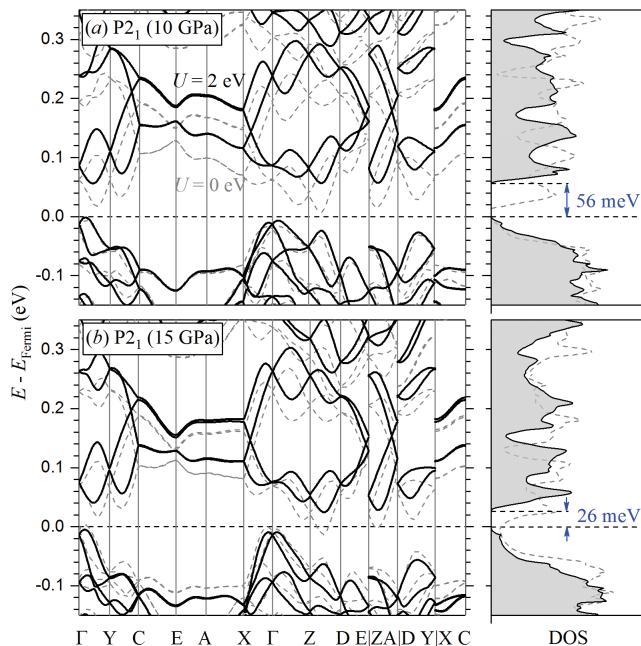 (a) P2₁ (10 GPa)
U = 2 eV
U = 0 eV
56 meV
0.3
0.2
0.1
0.0
-0.1
E - E_Fermi (eV)
(b) P2₁ (15 GPa)
26 meV
0.3
0.2
0.1
0.0
-0.1
Γ Y C E A X Γ Z D E|ZA|D Y|X C
DOS